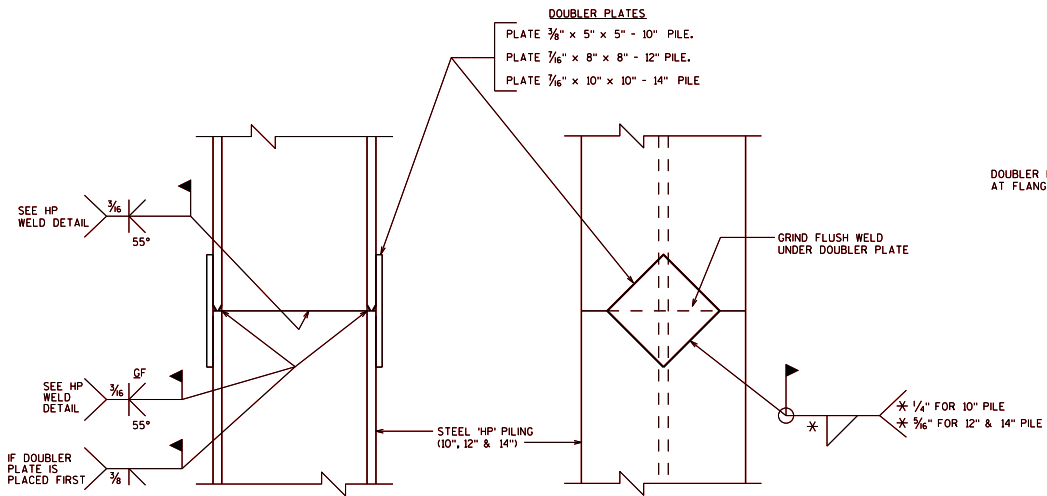 DOUBLER PLATES
PLATE ⅜" x 5" x 5" - 10" PILE.
PLATE 7/16" x 8" x 8" - 12" PILE.
PLATE 7/16" x 10" x 10" - 14" PILE
SEE HP
WELD DETAIL
3/16
55°
DOUBLER
AT FLANG
GRIND FLUSH WELD
UNDER DOUBLER PLATE
SEE HP
WELD
DETAIL
3/16
GF
55°
STEEL 'HP' PILING
(10", 12" & 14")
* ¼" FOR 10" PILE
* 5/16" FOR 12" & 14" PILE
*
IF DOUBLER
PLATE IS
PLACED FIRST
⅜